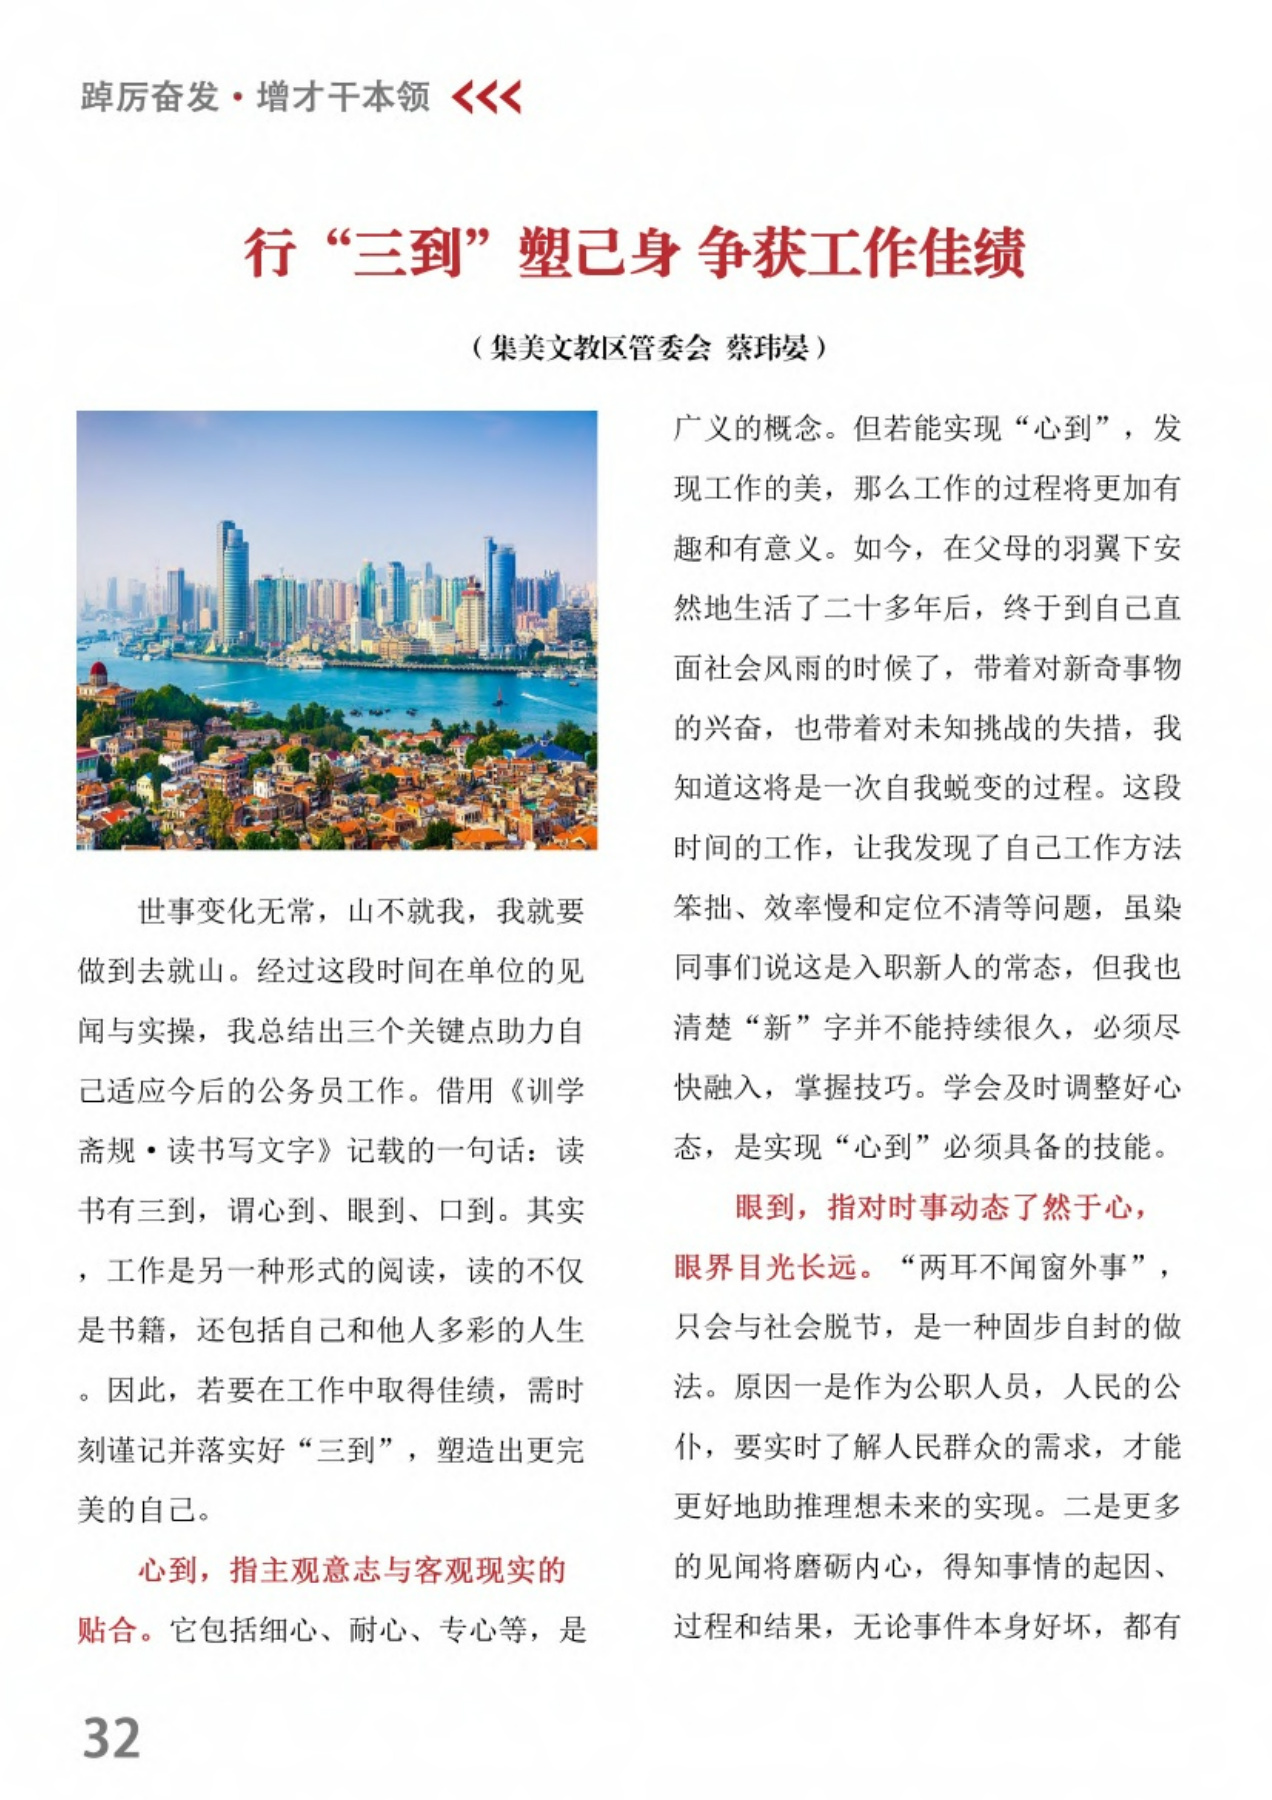 踔厉奋发·增才干本领
行“三到”塑己身 争获工作佳绩
（集美文教区管委会 蔡玮晏）
世事变化无常，山不就我，我就要
做到去就山。经过这段时间在单位的见
闻与实操，我总结出三个关键点助力自
己适应今后的公务员工作。借用《训学
斋规·读书写文字》记载的一句话：读
书有三到，谓心到、眼到、口到。其实
，工作是另一种形式的阅读，读的不仅
是书籍，还包括自己和他人多彩的人生
。因此，若要在工作中取得佳绩，需时
刻谨记并落实好“三到”，塑造出更完
美的自己。
心到，指主观意志与客观现实的
贴合。它包括细心、耐心、专心等，是
广义的概念。但若能实现“心到”，发
现工作的美，那么工作的过程将更加有
趣和有意义。如今，在父母的羽翼下安
然地生活了二十多年后，终于到自己直
面社会风雨的时候了，带着对新奇事物
的兴奋，也带着对未知挑战的失措，我
知道这将是一次自我蜕变的过程。这段
时间的工作，让我发现了自己工作方法
笨拙、效率慢和定位不清等问题，虽染
同事们说这是入职新人的常态，但我也
清楚“新”字并不能持续很久，必须尽
快融入，掌握技巧。学会及时调整好心
态，是实现“心到”必须具备的技能。
眼到，指对时事动态了然于心，
眼界目光长远。“两耳不闻窗外事”，
只会与社会脱节，是一种固步自封的做
法。原因一是作为公职人员，人民的公
仆，要实时了解人民群众的需求，才能
更好地助推理想未来的实现。二是更多
的见闻将磨砺内心，得知事情的起因、
过程和结果，无论事件本身好坏，都有
32